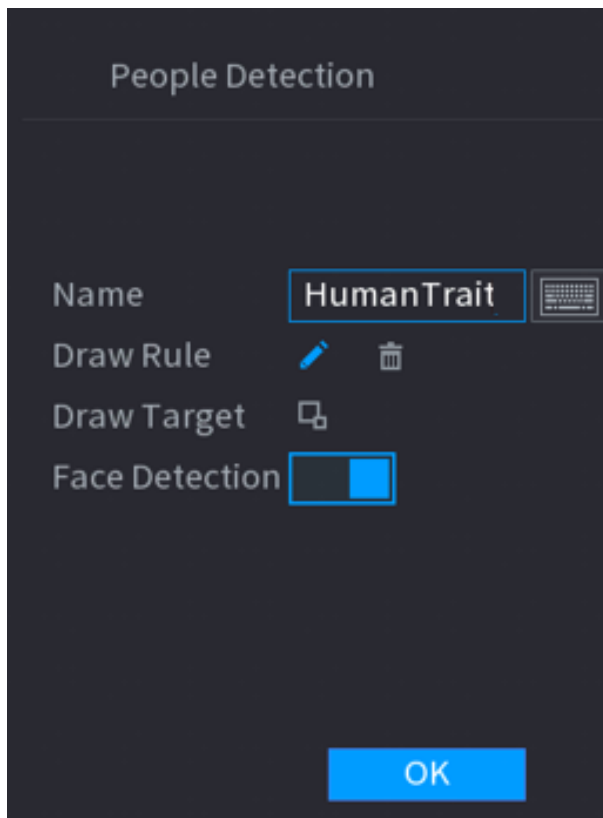 People Detection
Name HumanTrait
Draw Rule
Draw Target
Face Detection
OK